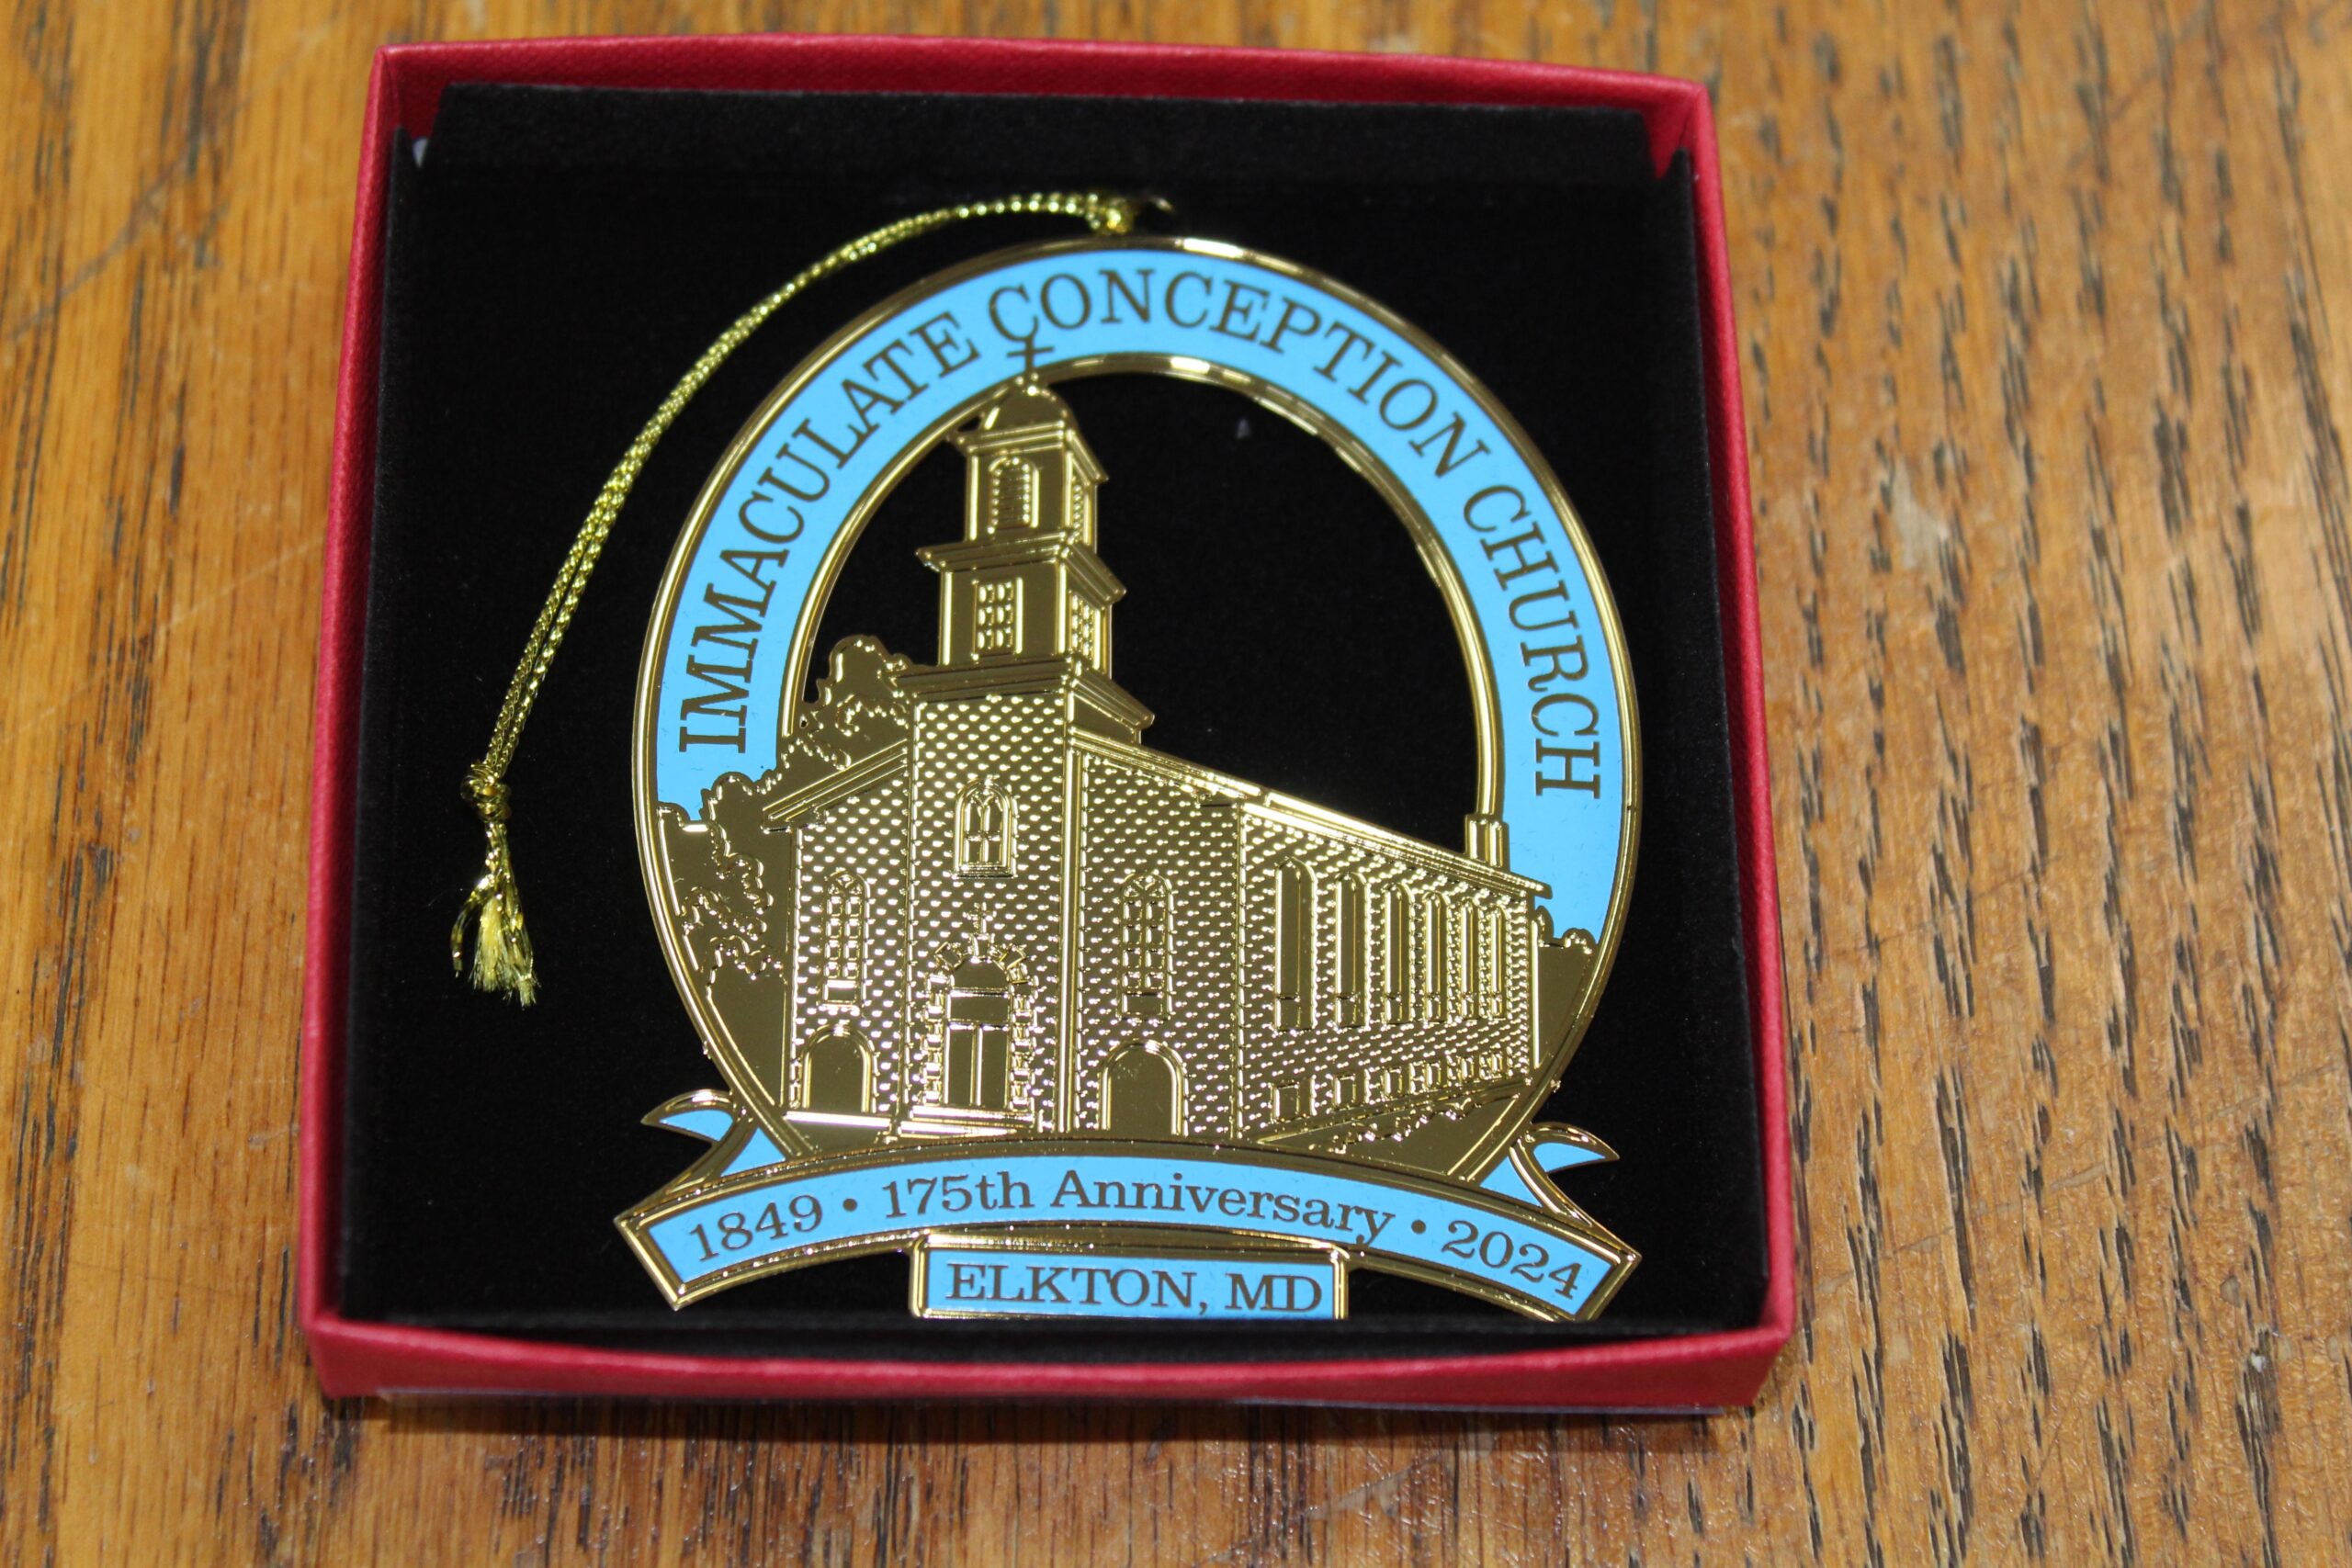 IMMACULATE CONCEPTION CHURCH
1849 • 175th Anniversary • 2024
ELKTON, MD